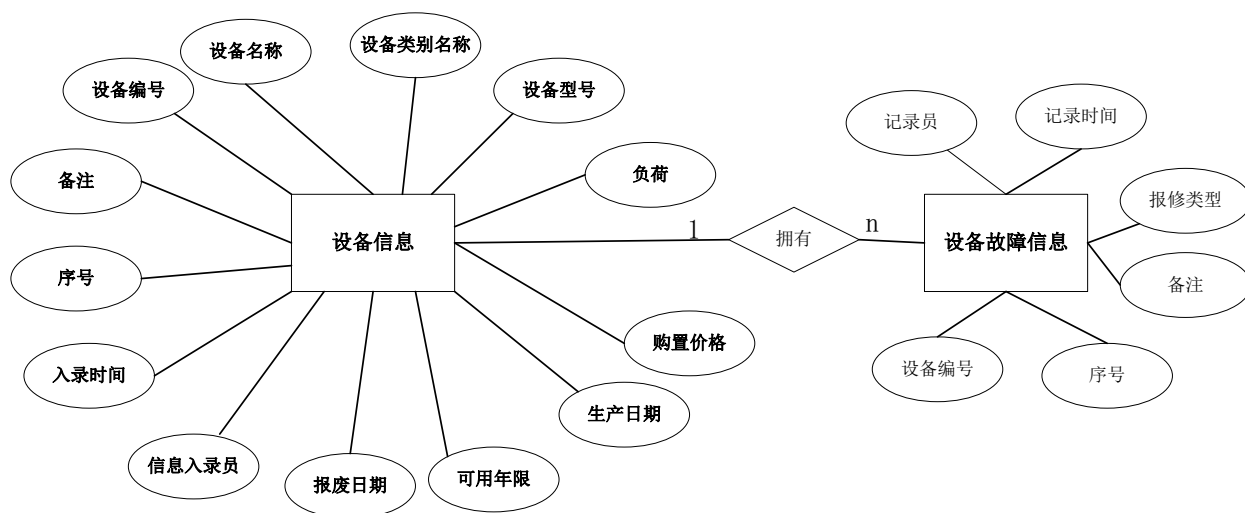 设备名称
设备类别名称
设备编号
设备型号
记录员
记录时间
备注
负荷
报修类型
设备信息
1
拥有
n
设备故障信息
序号
备注
购置价格
入录时间
设备编号
序号
生产日期
信息入录员
报废日期
可用年限